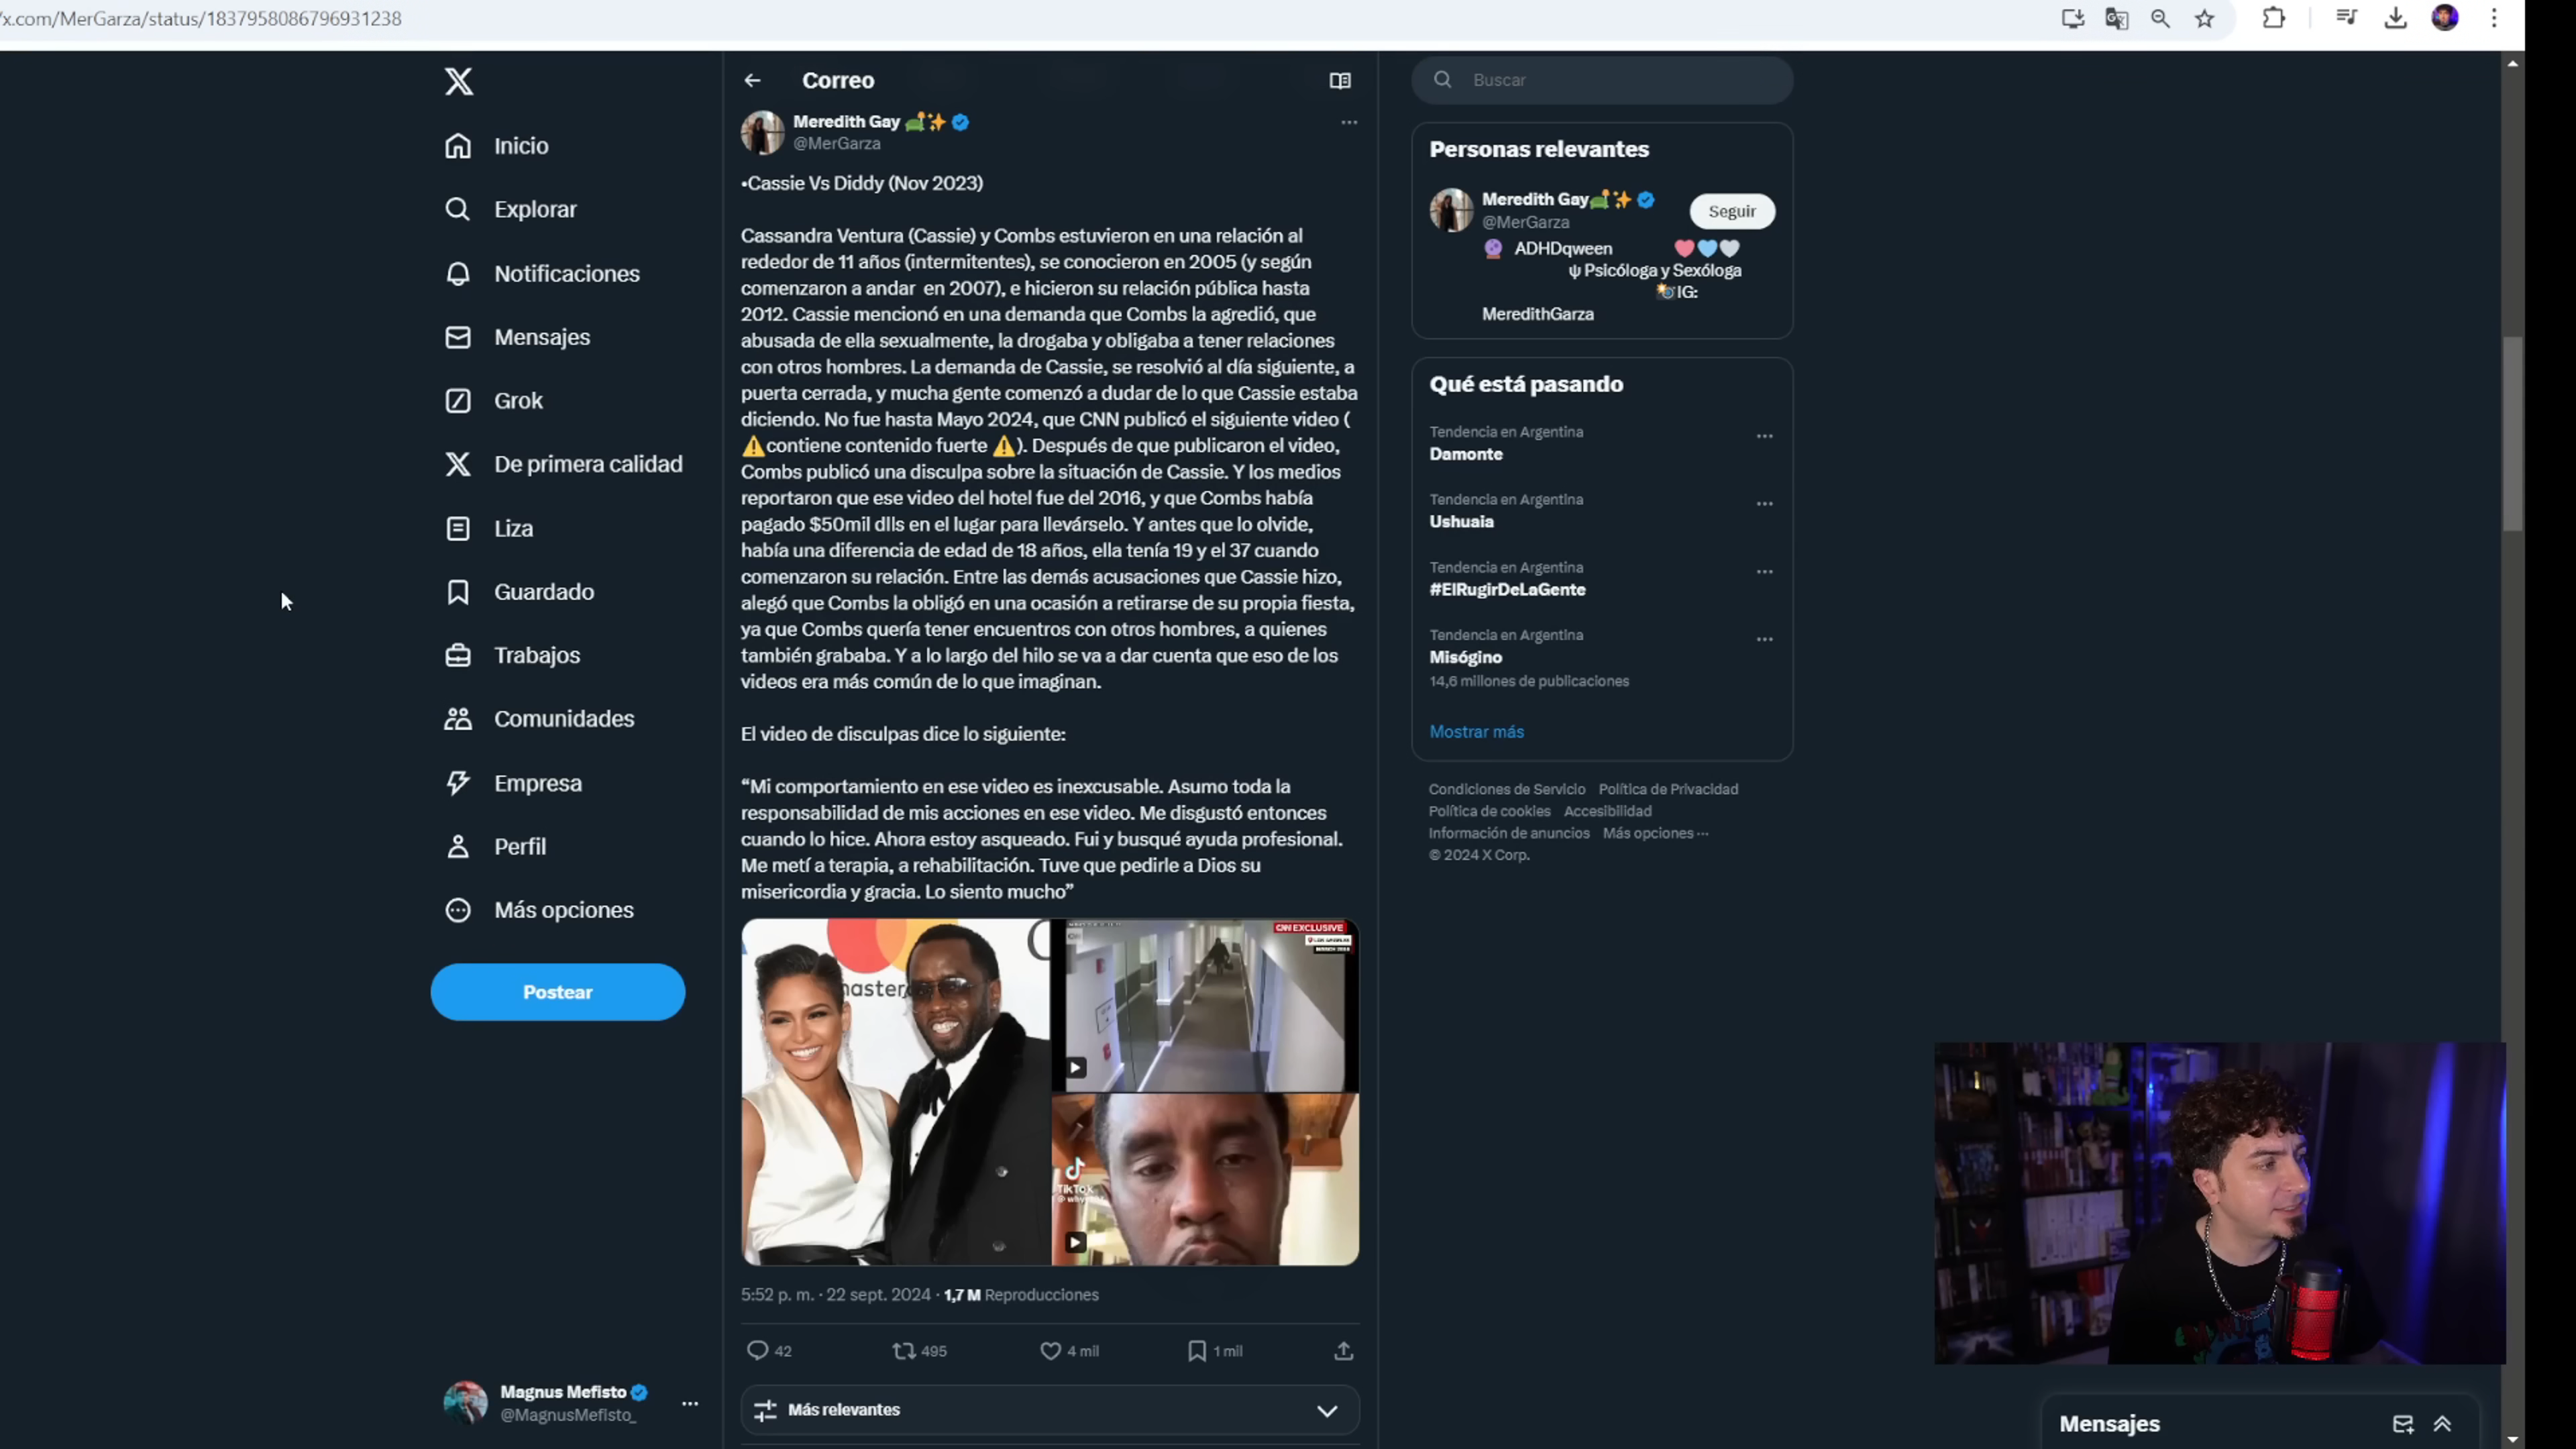 /x.com/MerGarza/status/1837958086796931238
Inicio
Explorar
Notificaciones
Mensajes
Grok
De primera calidad
Liza
Guardado
Trabajos
Comunidades
Empresa
Perfil
Más opciones
Postear
Magnus Mefisto
@MagnusMefisto_
Correo
Meredith Gay
@MerGarza
•Cassie Vs Diddy (Nov 2023)
Cassandra Ventura (Cassie) y Combs estuvieron en una relación al
rededor de 11 años (intermitentes), se conocieron en 2005 (y según
comenzaron a andar en 2007), e hicieron su relación pública hasta
2012. Cassie mencionó en una demanda que Combs la agredió, que
abusada de ella sexualmente, la drogaba y obligaba a tener relaciones
con otros hombres. La demanda de Cassie, se resolvió al día siguiente, a
puerta cerrada, y mucha gente comenzó a dudar de lo que Cassie estaba
diciendo. No fue hasta Mayo 2024, que CNN publicó el siguiente video (
⚠️contiene contenido fuerte ⚠️). Después de que publicaron el video,
Combs publicó una disculpa sobre la situación de Cassie. Y los medios
reportaron que ese video del hotel fue del 2016, y que Combs había
pagado $50mil dlls en el lugar para llevárselo. Y antes que lo olvide,
había una diferencia de edad de 18 años, ella tenía 19 y el 37 cuando
comenzaron su relación. Entre las demás acusaciones que Cassie hizo,
alegó que Combs la obligó en una ocasión a retirarse de su propia fiesta,
ya que Combs quería tener encuentros con otros hombres, a quienes
también grababa. Y a lo largo del hilo se va a dar cuenta que eso de los
videos era más común de lo que imaginan.
El video de disculpas dice lo siguiente:
“Mi comportamiento en ese video es inexcusable. Asumo toda la
responsabilidad de mis acciones en ese video. Me disgustó entonces
cuando lo hice. Ahora estoy asqueado. Fui y busqué ayuda profesional.
Me metí a terapia, a rehabilitación. Tuve que pedirle a Dios su
misericordia y gracia. Lo siento mucho”
master
CNN EXCLUSIVE
TikTok
5:52 p. m. · 22 sept. 2024 · 1,7 M Reproducciones
42
495
4 mil
1 mil
Más relevantes
Buscar
Personas relevantes
Meredith Gay
@MerGarza
Seguir
ADHDqween
ψ Psicóloga y Sexóloga
IG:
MeredithGarza
Qué está pasando
Tendencia en Argentina
Damonte
Tendencia en Argentina
Ushuaia
Tendencia en Argentina
#ElRugirDeLaGente
Tendencia en Argentina
Misógino
14,6 millones de publicaciones
Mostrar más
Condiciones de Servicio Política de Privacidad
Política de cookies Accesibilidad
Información de anuncios Más opciones ···
© 2024 X Corp.
Mensajes